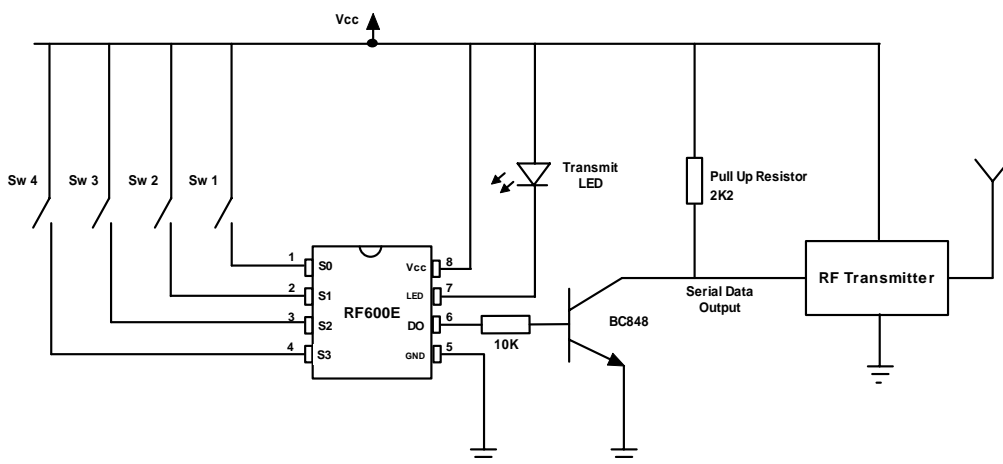 Vcc
Sw 4
Sw 3
Sw 2
Sw 1
Transmit
LED
Pull Up Resistor
2K2
1
S0
Vcc
8
2
S1
LED
7
RF600E
3
S2
DO
6
4
S3
GND
5
10K
BC848
Serial Data
Output
RF Transmitter